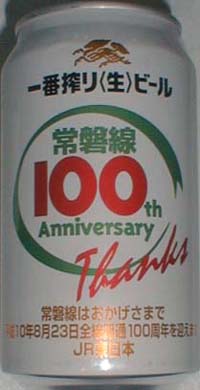 一番搾り〈生〉ビール
常磐線
100th
Anniversary
Thanks
常磐線はおかげさまで
成10年8月23日全線開通100周年を迎えま
JR東日本